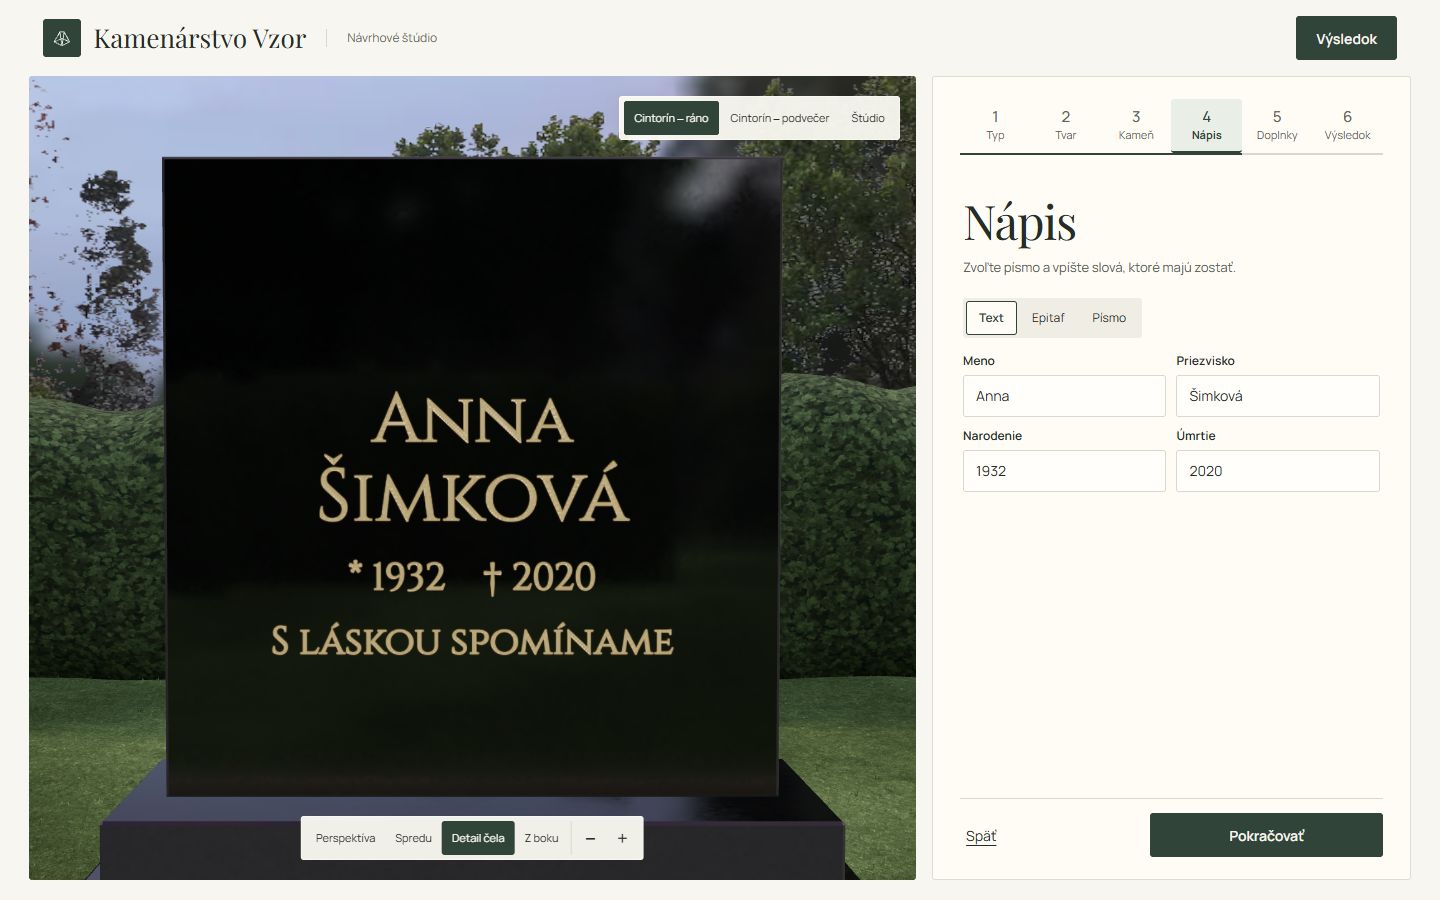 Kamenárstvo Vzor
Návrhové štúdio
Výsledok
Cintorín – ráno
Cintorín – podvečer
Štúdio
ANNA
ŠIMKOVÁ
* 1932 † 2020
S LÁSKOU SPOMÍNAME
Perspektíva
Spredu
Detail čela
Z boku
− +
1 Typ
2 Tvar
3 Kameň
4 Nápis
5 Doplnky
6 Výsledok
Nápis
Zvoľte písmo a vpíšte slová, ktoré majú zostať.
Text
Epitaf
Písmo
Meno
Priezvisko
Anna
Šimková
Narodenie
Úmrtie
1932
2020
Späť
Pokračovať